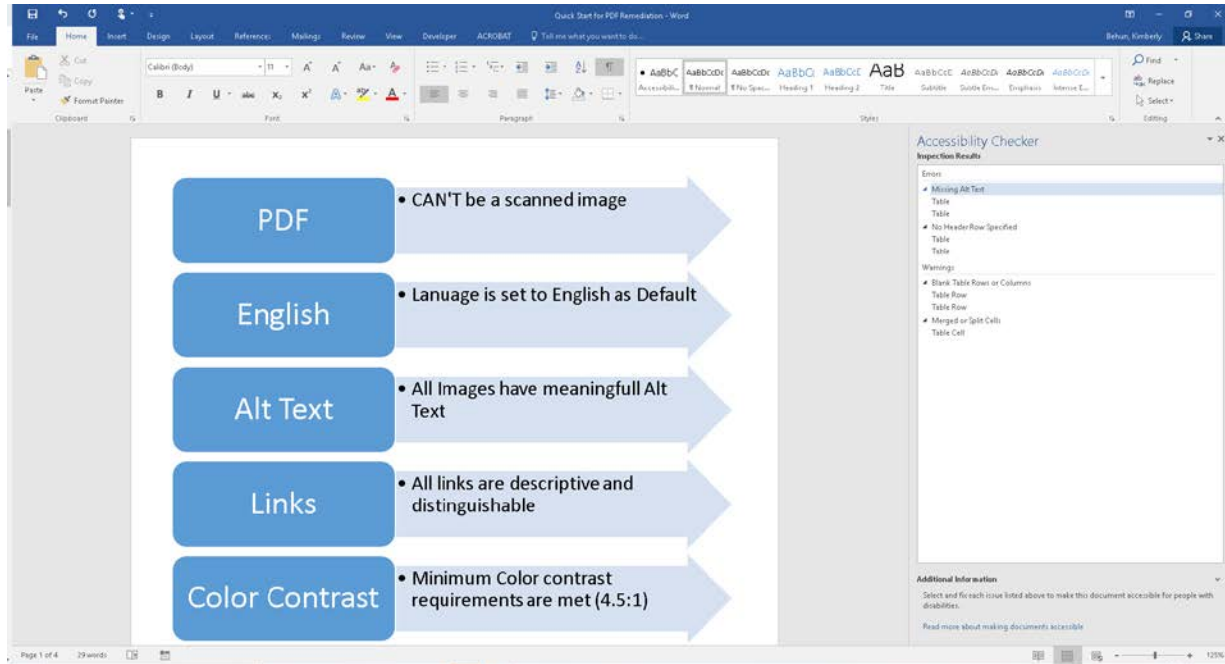 Quick Start for PDF Remediation - Word
File Home Insert Design Layout References Mailings Review View Developer ACROBAT Tell me what you want to do... Behun, Kimberly Share
Cut
Copy
Paste
Format Painter
Calibri (Body) 11
AaBbC AaBbCcDc AaBbCcDc AaBbC AaBbCcE AaB AaBbCcE AaBbCcDi AaBbCcDi AaBbCcDi
Accessibili... ¶ Normal ¶ No Spac... Heading 1 Heading 2 Title Subtitle Subtle Em... Emphasis Intense E...
Find
Replace
Select
Clipboard Font Paragraph Styles Editing
PDF
• CAN'T be a scanned image
English
• Lanuage is set to English as Default
Alt Text
• All Images have meaningfull Alt
Text
Links
• All links are descriptive and
distinguishable
Color Contrast
• Minimum Color contrast
requirements are met (4.5:1)
Accessibility Checker
Inspection Results
Errors
Missing Alt Text
Table
Table
No Header Row Specified
Table
Table
Warnings
Blank Table Rows or Columns
Table Row
Table Row
Merged or Split Cells
Table Cell
Additional Information
Select and fix each issue listed above to make this document accessible for people with
disabilities.
Read more about making documents accessible
Page 1 of 4 29 words 125%